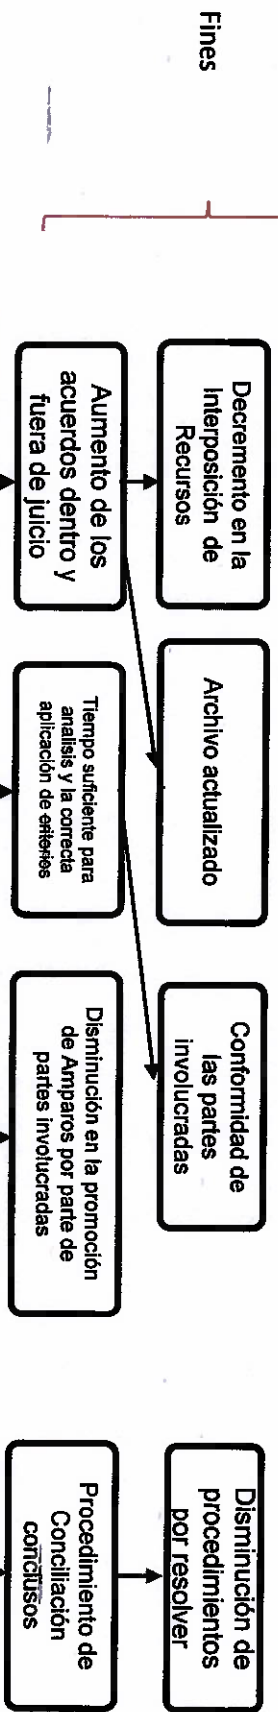 Fines
Decremento en la
Interposición de
Recursos
Archivo actualizado
Conformidad de
las partes
involucradas
Disminución de
procedimientos
por resolver
Aumento de los
acuerdos dentro y
fuera de juicio
Tiempo suficiente para
analisis y la correcta
aplicación de criterios
Disminución en la promoción
de Amparos por parte de
partes involucradas
Procedimiento de
Conciliación
conclusos